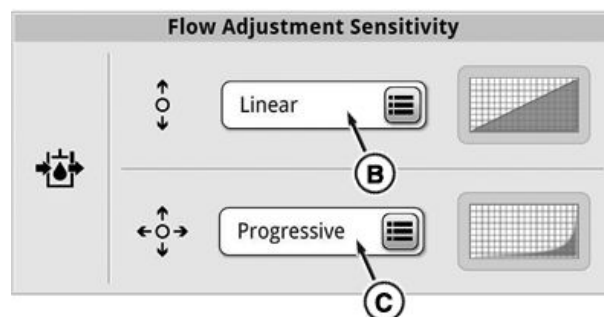 Flow Adjustment Sensitivity
Linear
B
Progressive
C